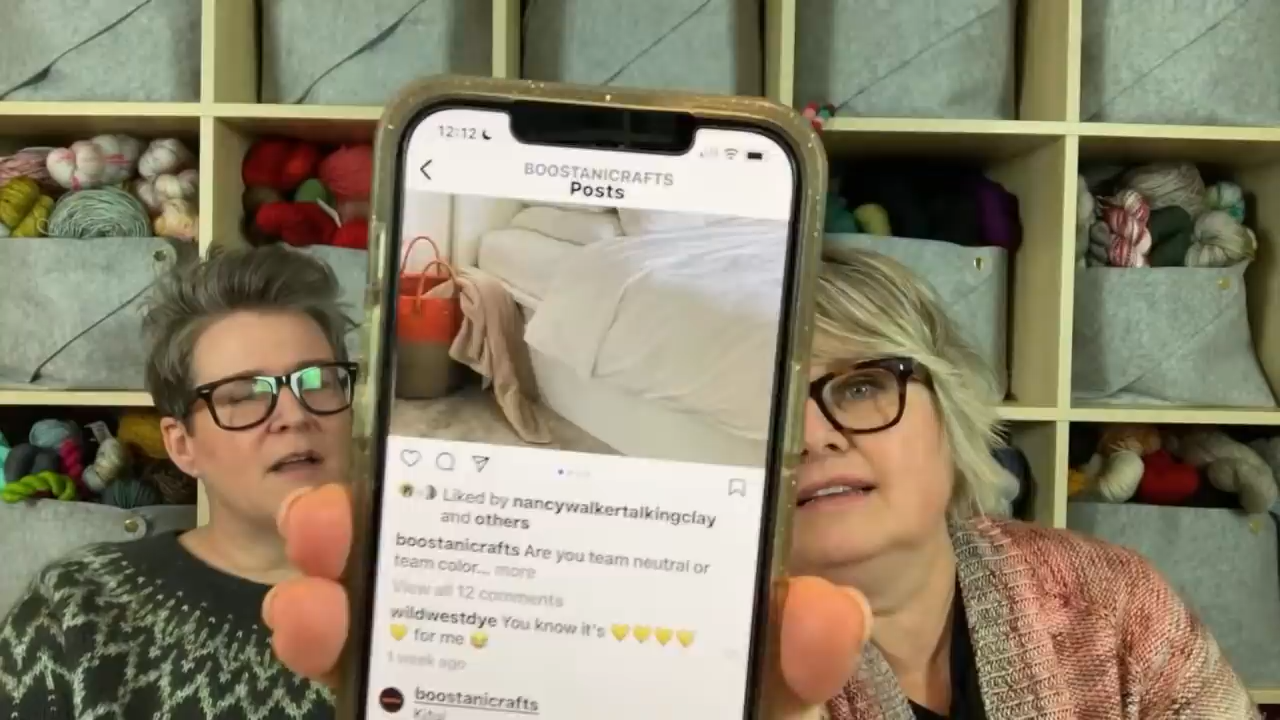 12:12
BOOSTANICRAFTS
Posts
Liked by nancywalkertalkingclay
and others
boostanicrafts Are you team neutral or
team color... more
View all 12 comments
wildwestdye You know it's 💛💛💛💛
💛 for me 😂
1 week ago
boostanicrafts